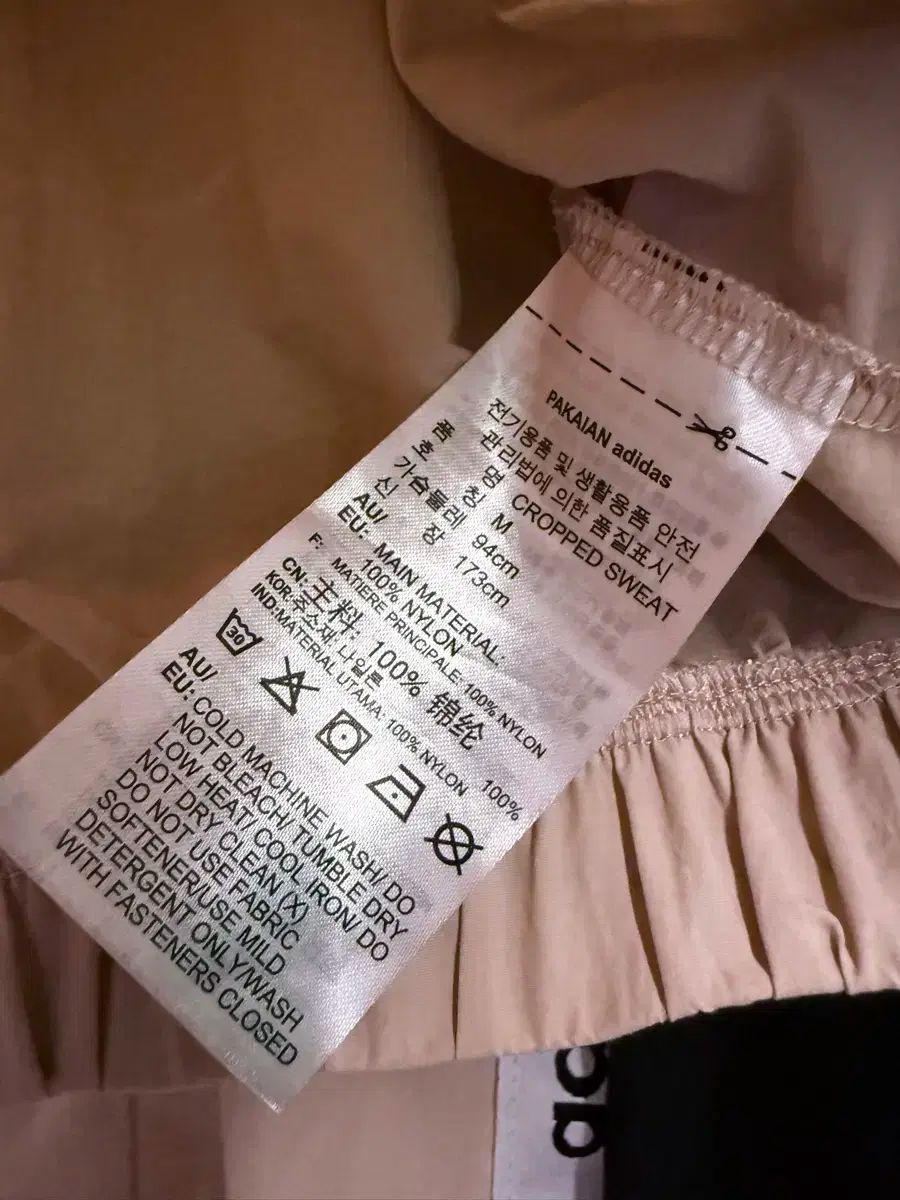 PAKAIAN adidas
전기용품 및 생활용품 안전
관리법에 의한 품질표시
품 명 CROPPED SWEAT
호 칭 M
가슴둘레 94cm
신 장 173cm
AU/
EU: MAIN MATERIAL:
100% NYLON
F: MATIERE PRINCIPALE: 100% NYLON
CN: 主料: 100% 锦纶
KOR: 주소재: 나일론 100%
IND: MATERIAL UTAMA: 100% NYLON
30
AU/
EU: COLD MACHINE WASH/ DO
NOT BLEACH/ TUMBLE DRY
LOW HEAT/ COOL IRON/ DO
NOT DRY CLEAN (X)
DO NOT USE FABRIC
SOFTENER/USE MILD
DETERGENT ONLY/WASH
WITH FASTENERS CLOSED